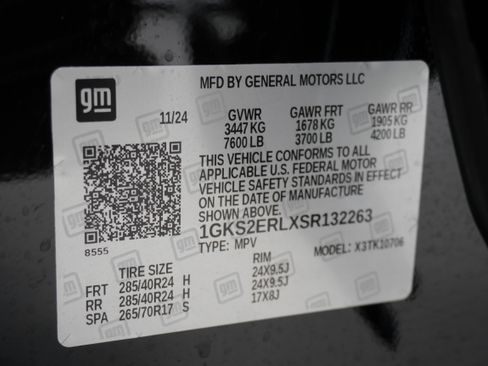 gm
MFD BY GENERAL MOTORS LLC
11/24 GVWR GAWR FRT GAWR RR
3447 KG 1678 KG 1905 KG
7600 LB 3700 LB 4200 LB
THIS VEHICLE CONFORMS TO ALL
APPLICABLE U.S. FEDERAL MOTOR
VEHICLE SAFETY STANDARDS IN EFFECT
ON THE DATE OF MANUFACTURE
SHOWN ABOVE.
8555
1GKS2ERLXSR132263
TYPE: MPV MODEL: X3TK10706
TIRE SIZE RIM
FRT 285/40R24 H 24X9.5J
RR 285/40R24 H 24X9.5J
SPA 265/70R17 S 17X8J